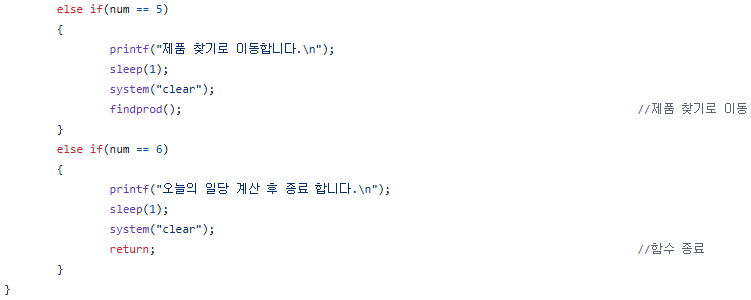 else if(num == 5)
{
printf("제품 찾기로 이동합니다.\n");
sleep(1);
system("clear");
findprod(); //제품 찾기로 이동
}
else if(num == 6)
{
printf("오늘의 일당 계산 후 종료 합니다.\n");
sleep(1);
system("clear");
return; //함수 종료
}
}